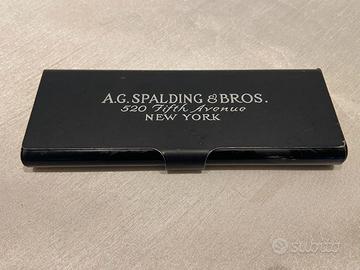 A.G. SPALDING & BROS.
520 Fifth Avenue
NEW YORK
subito